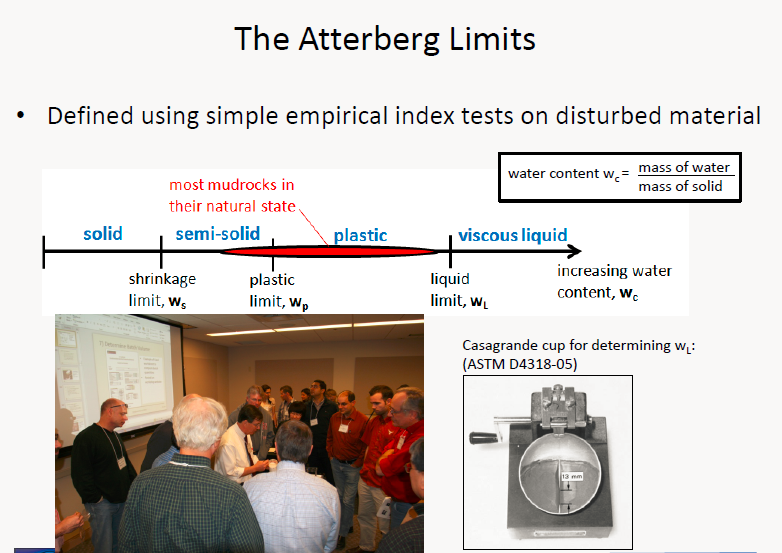 The Atterberg Limits
• Defined using simple empirical index tests on disturbed material
water content wc = mass of water
mass of solid
most mudrocks in
their natural state
solid
semi-solid
plastic
viscous liquid
shrinkage
limit, ws
plastic
limit, wp
liquid
limit, wL
increasing water
content, wc
Casagrande cup for determining wL:
(ASTM D4318-05)
13 mm